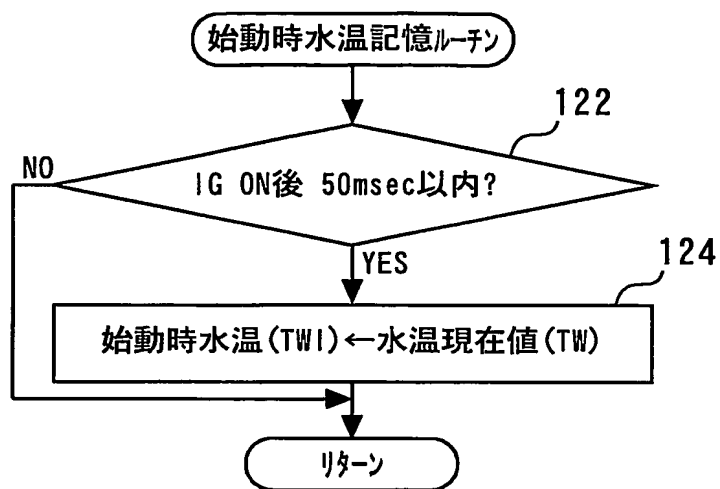 始動時水温記憶ルーチン
122
NO
IG ON後 50msec以内?
YES
124
始動時水温(TWI)←水温現在値(TW)
リターン